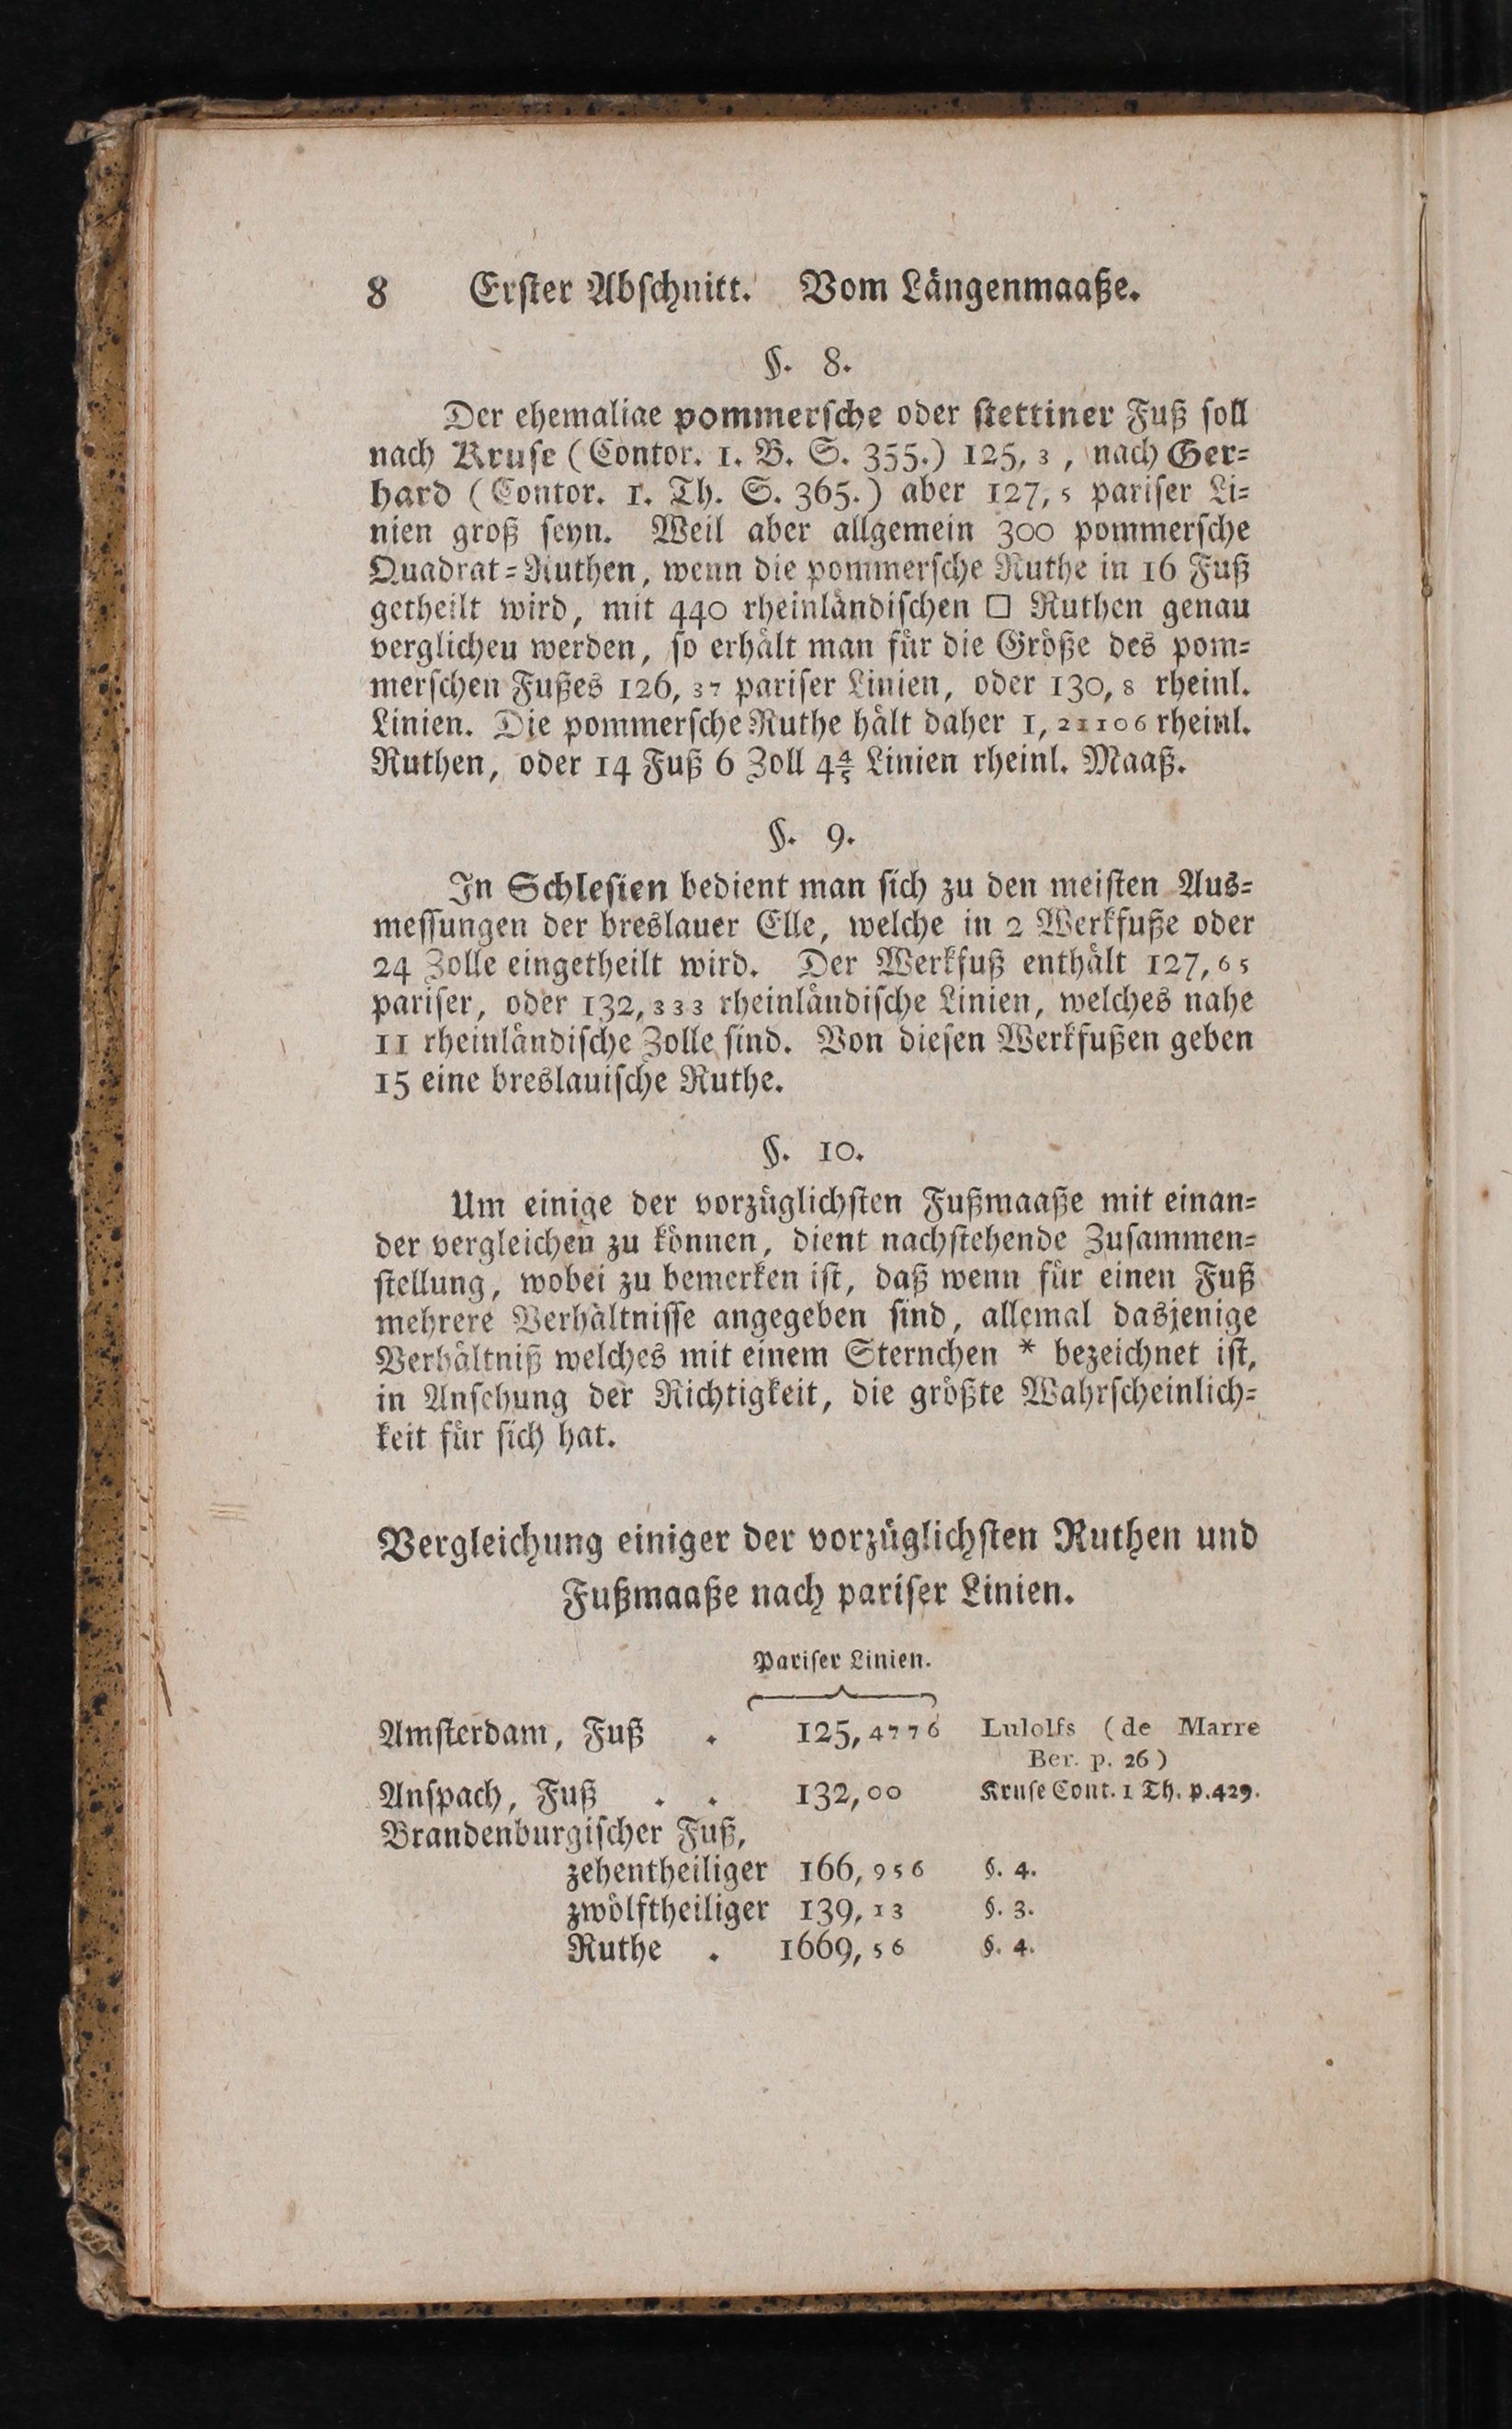 8 Erſter Abſchnitt. Vom Längenmaaße.
§. 8.
Der ehemaliae pommerſche oder ſtettiner Fuß ſoll
nach Kruſe (Contor. 1. B. S. 355.) 125,3, nach Ger⸗
hard (Contor. 1. Th. S. 365.) aber 127,5 pariſer Li⸗
nien groß ſeyn. Weil aber allgemein 300 pommerſche
Quadrat⸗Ruthen, wenn die pommerſche Ruthe in 16 Fuß
getheilt wird, mit 440 rheinländiſchen □ Ruthen genau
verglicheu werden, ſo erhält man für die Größe des pom⸗
merſchen Fußes 126,37 pariſer Linien, oder 130,8 rheinl.
Linien. Die pommerſche Ruthe hält daher 1,21106 rheinl.
Ruthen, oder 14 Fuß 6 Zoll 4⅘ Linien rheinl. Maaß.
§. 9.
In Schleſien bedient man ſich zu den meiſten Aus⸗
meſſungen der breslauer Elle, welche in 2 Werkfuße oder
24 Zolle eingetheilt wird. Der Werkfuß enthält 127,65
pariſer, oder 132,333 rheinländiſche Linien, welches nahe
11 rheinländiſche Zolle ſind. Von dieſen Werkfußen geben
15 eine breslauiſche Ruthe.
§. 10.
Um einige der vorzüglichſten Fußmaaße mit einan⸗
der vergleichen zu können, dient nachſtehende Zuſammen⸗
ſtellung, wobei zu bemerken iſt, daß wenn für einen Fuß
mehrere Verhältniſſe angegeben ſind, allemal dasjenige
Verhältniß welches mit einem Sternchen * bezeichnet iſt,
in Anſehung der Richtigkeit, die größte Wahrſcheinlich⸗
keit für ſich hat.
Vergleichung einiger der vorzüglichſten Ruthen und
Fußmaaße nach pariſer Linien.
Pariſer Linien.
Amſterdam, Fuß . 125,4776 Lulolfs (de Marre
Ber. p. 26)
Anſpach, Fuß . . 132,00 Kruſe Cont. 1 Th. p. 429.
Brandenburgiſcher Fuß,
zehentheiliger 166,956 §. 4.
zwölftheiliger 139,13 §. 3.
Ruthe . 1669,56 §. 4.